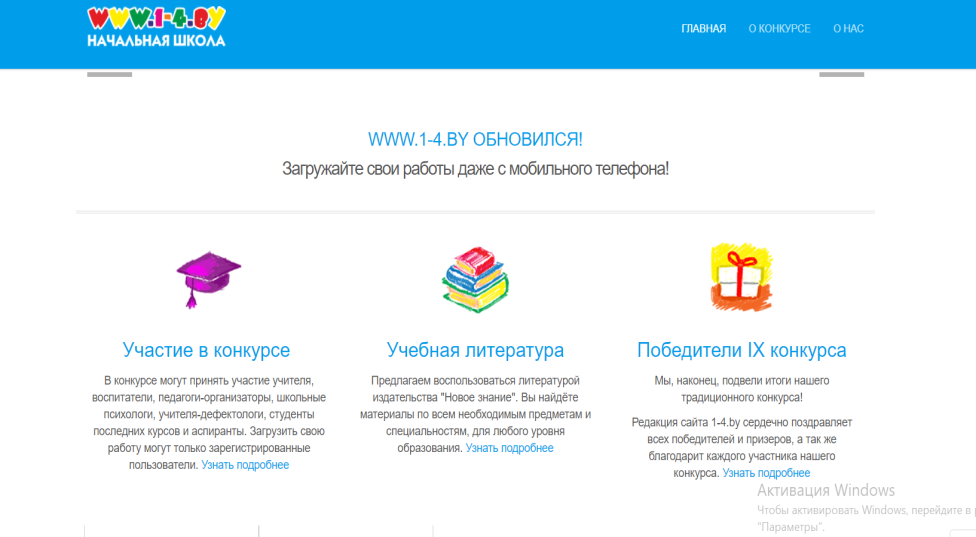 WWW.1-4.BY
НАЧАЛЬНАЯ ШКОЛА
ГЛАВНАЯ
О КОНКУРСЕ
О НАС
WWW.1-4.BY ОБНОВИЛСЯ!
Загружайте свои работы даже с мобильного телефона!
Участие в конкурсе
В конкурсе могут принять участие учителя,
воспитатели, педагоги-организаторы, школьные
психологи, учителя-дефектологи, студенты
последних курсов и аспиранты. Загрузить свою
работу могут только зарегистрированные
пользователи. Узнать подробнее
Учебная литература
Предлагаем воспользоваться литературой
издательства "Новое знание". Вы найдёте
материалы по всем необходимым предметам и
специальностям, для любого уровня
образования. Узнать подробнее
Победители IX конкурса
Мы, наконец, подвели итоги нашего
традиционного конкурса!
Редакция сайта 1-4.by сердечно поздравляет
всех победителей и призеров, а так же
благодарит каждого участника нашего
конкурса. Узнать подробнее
Активация Windows
Чтобы активировать Windows, перейдите в
"Параметры".